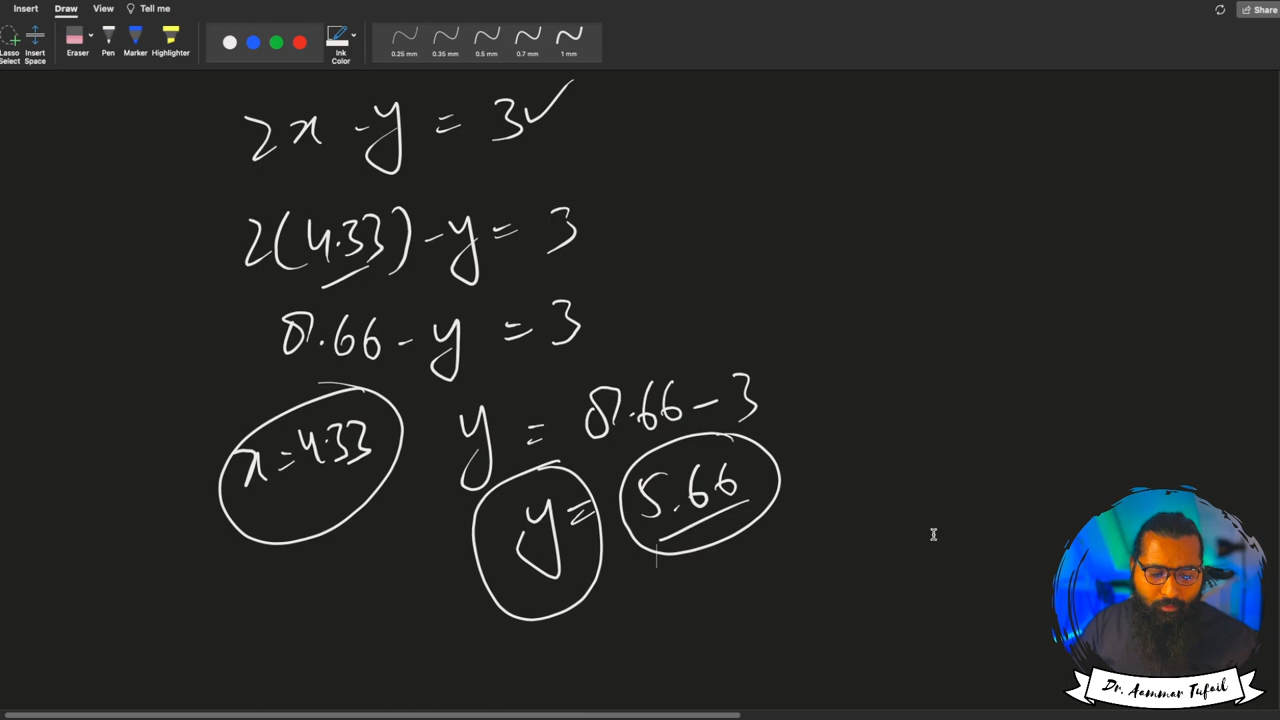 Insert Draw View Tell me
Share
Lasso Select
Insert Space
Eraser
Pen
Marker
Highlighter
Ink Color
0.25 mm 0.35 mm 0.5 mm 0.7 mm 1 mm
2x - y = 3 ✓
2(4.33) - y = 3
8.66 - y = 3
y = 8.66 - 3
x = 4.33
y = 5.66
Dr. Aammar Tufail